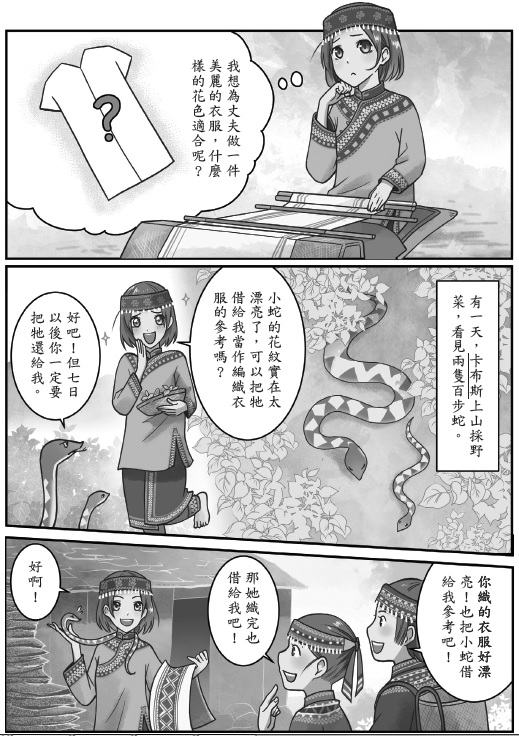 我想為丈夫做一件
美麗的衣服，什麼
樣的花色適合呢？
?
有一天，卡布斯上山採野
菜，看見兩隻百步蛇。
小蛇的花紋實在太
漂亮了，可以把牠
借給我當作編織衣
服的參考嗎？
好吧！但七日
以後你一定要
把牠還給我。
你織的衣服好漂
亮！也把小蛇借
給我參考吧！
那她織完也
借給我吧！
好啊！